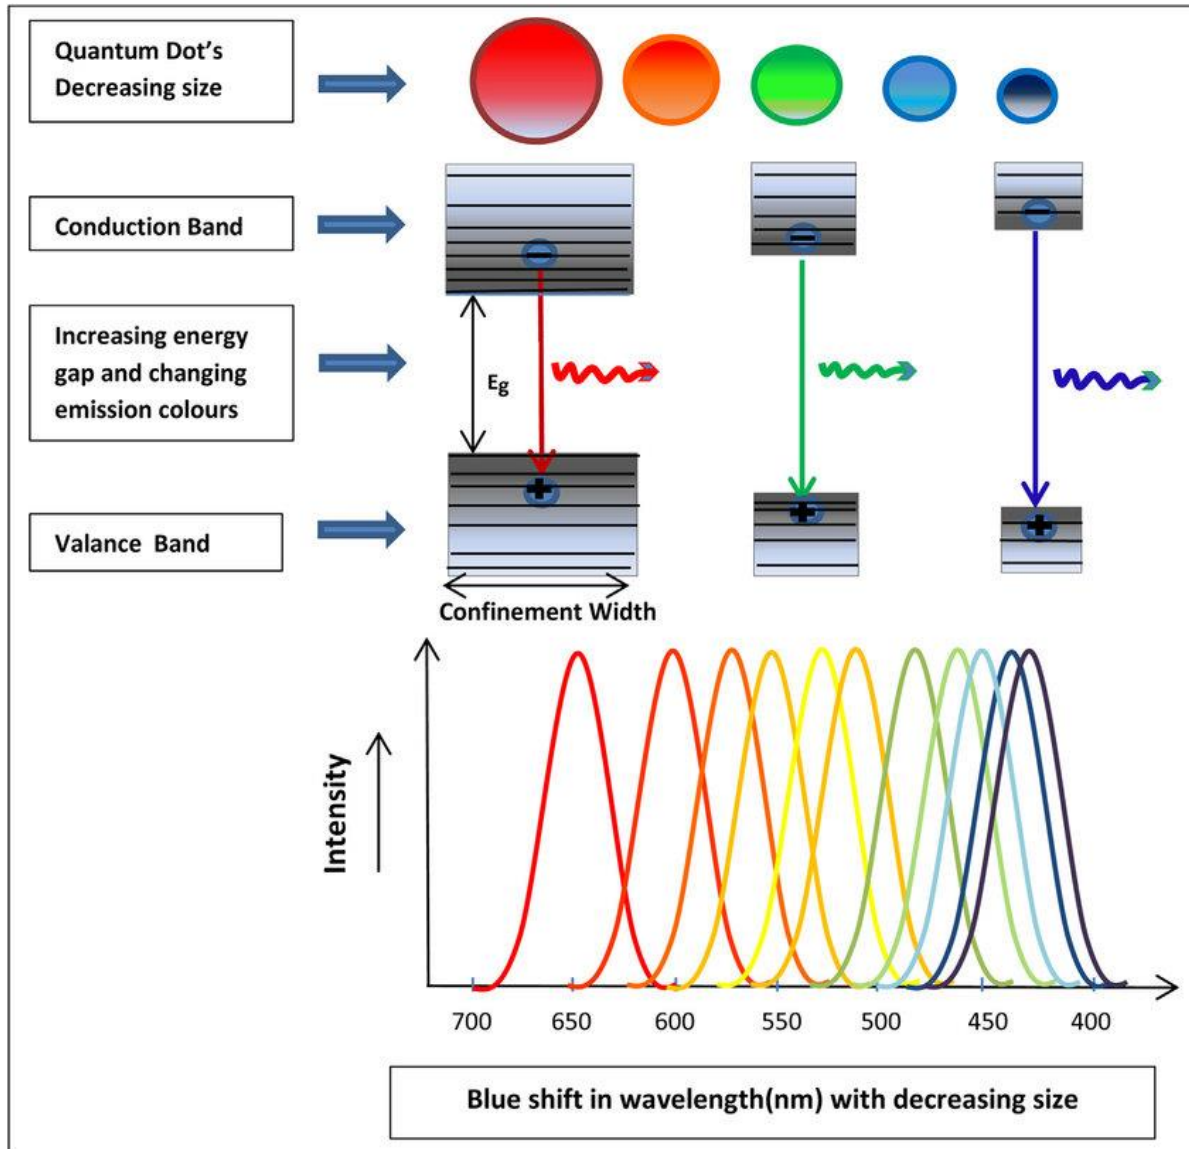 Quantum Dot's
Decreasing size
Conduction Band
Increasing energy
gap and changing
emission colours
Eg
Valance Band
Confinement Width
Intensity
700 650 600 550 500 450 400
Blue shift in wavelength(nm) with decreasing size